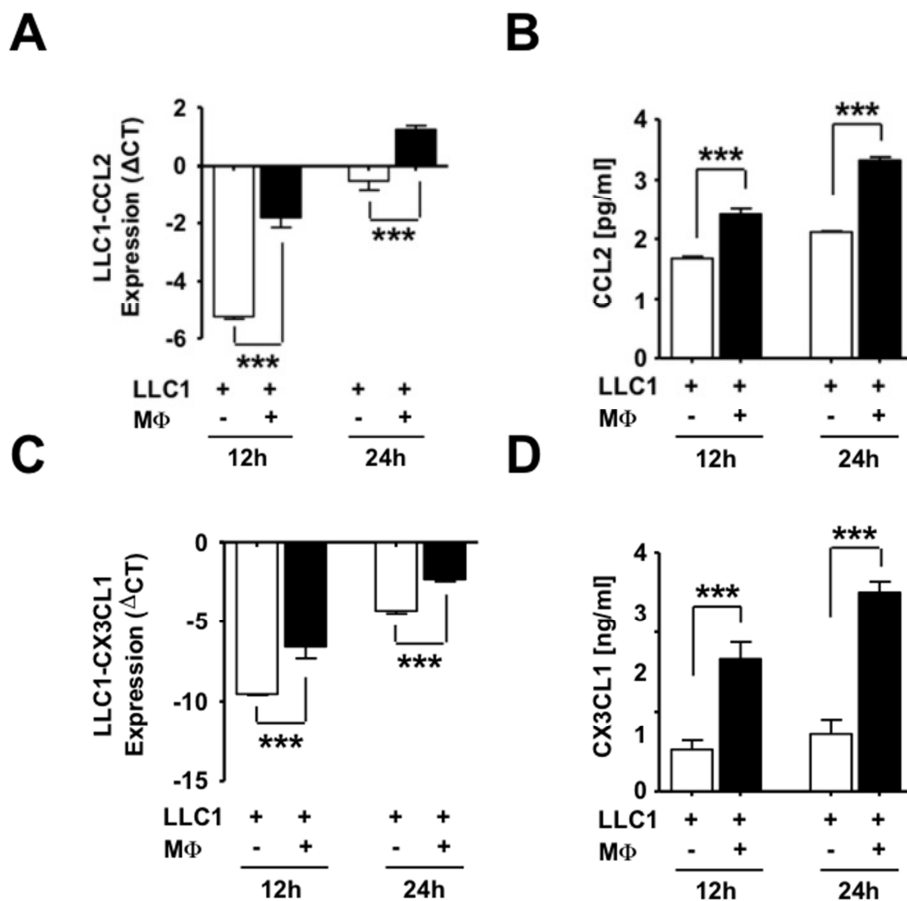 A
LLC1-CCL2
Expression (ΔCT)
2
0
-2
-4
-6
***
***
LLC1 + + + +
MΦ - + - +
12h 24h
B
CCL2 [pg/ml]
4
3
2
1
0
***
***
+ + + +
- + - +
12h 24h
C
LLC1-CX3CL1
Expression (ΔCT)
0
-5
-10
-15
***
***
LLC1 + + + +
MΦ - + - +
12h 24h
D
CX3CL1 [ng/ml]
4
3
2
1
0
***
***
LLC1 + + + +
MΦ - + - +
12h 24h